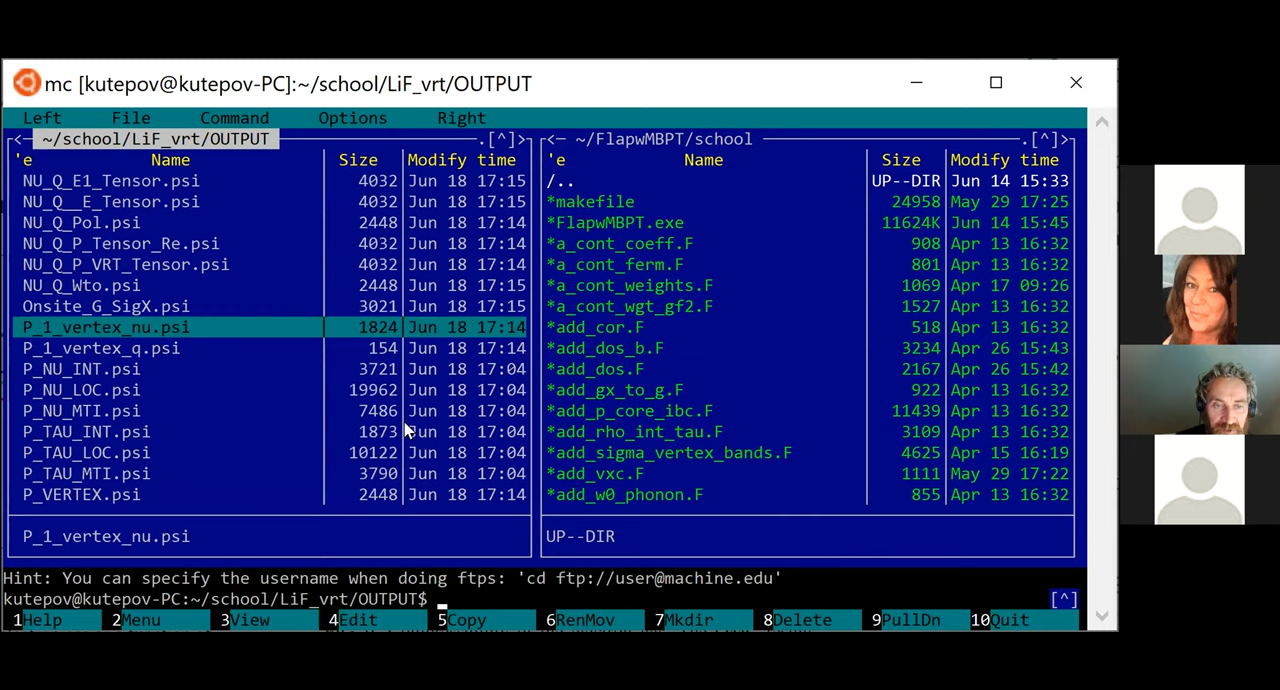 mc [kutepov@kutepov-PC]:~/school/LiF_vrt/OUTPUT
Left File Command Options Right
<─ ~/school/LiF_vrt/OUTPUT .[^]> <─ ~/FlapwMBPT/school .[^]>
'e Name Size Modify time 'e Name Size Modify time
NU_Q_E1_Tensor.psi 4032 Jun 18 17:15 /.. UP--DIR Jun 14 15:33
NU_Q__E_Tensor.psi 4032 Jun 18 17:15 *makefile 24958 May 29 17:25
NU_Q_Pol.psi 2448 Jun 18 17:14 *FlapwMBPT.exe 11624K Jun 14 15:45
NU_Q_P_Tensor_Re.psi 4032 Jun 18 17:14 *a_cont_coeff.F 908 Apr 13 16:32
NU_Q_P_VRT_Tensor.psi 4032 Jun 18 17:14 *a_cont_ferm.F 801 Apr 13 16:32
NU_Q_Wto.psi 2448 Jun 18 17:14 *a_cont_weights.F 1069 Apr 17 09:26
Onsite_G_SigX.psi 3021 Jun 18 17:14 *a_cont_wgt_gf2.F 1527 Apr 13 16:32
P_1_vertex_nu.psi 1824 Jun 18 17:14 *add_cor.F 518 Apr 13 16:32
P_1_vertex_q.psi 154 Jun 18 17:14 *add_dos_b.F 3234 Apr 26 15:43
P_NU_INT.psi 3721 Jun 18 17:04 *add_dos.F 2167 Apr 26 15:42
P_NU_LOC.psi 19962 Jun 18 17:04 *add_gx_to_g.F 922 Apr 13 16:32
P_NU_MTI.psi 7486 Jun 18 17:04 *add_p_core_ibc.F 11439 Apr 13 16:32
P_TAU_INT.psi 1873 Jun 18 17:04 *add_rho_int_tau.F 3109 Apr 13 16:32
P_TAU_LOC.psi 10122 Jun 18 17:04 *add_sigma_vertex_bands.F 4625 Apr 15 16:19
P_TAU_MTI.psi 3790 Jun 18 17:04 *add_vxc.F 1111 May 29 17:22
P_VERTEX.psi 2448 Jun 18 17:14 *add_w0_phonon.F 855 Apr 13 16:32
P_1_vertex_nu.psi UP--DIR
Hint: You can specify the username when doing ftps: 'cd ftp://user@machine.edu'
kutepov@kutepov-PC:~/school/LiF_vrt/OUTPUT$ [^]
1Help 2Menu 3View 4Edit 5Copy 6RenMov 7Mkdir 8Delete 9PullDn 10Quit